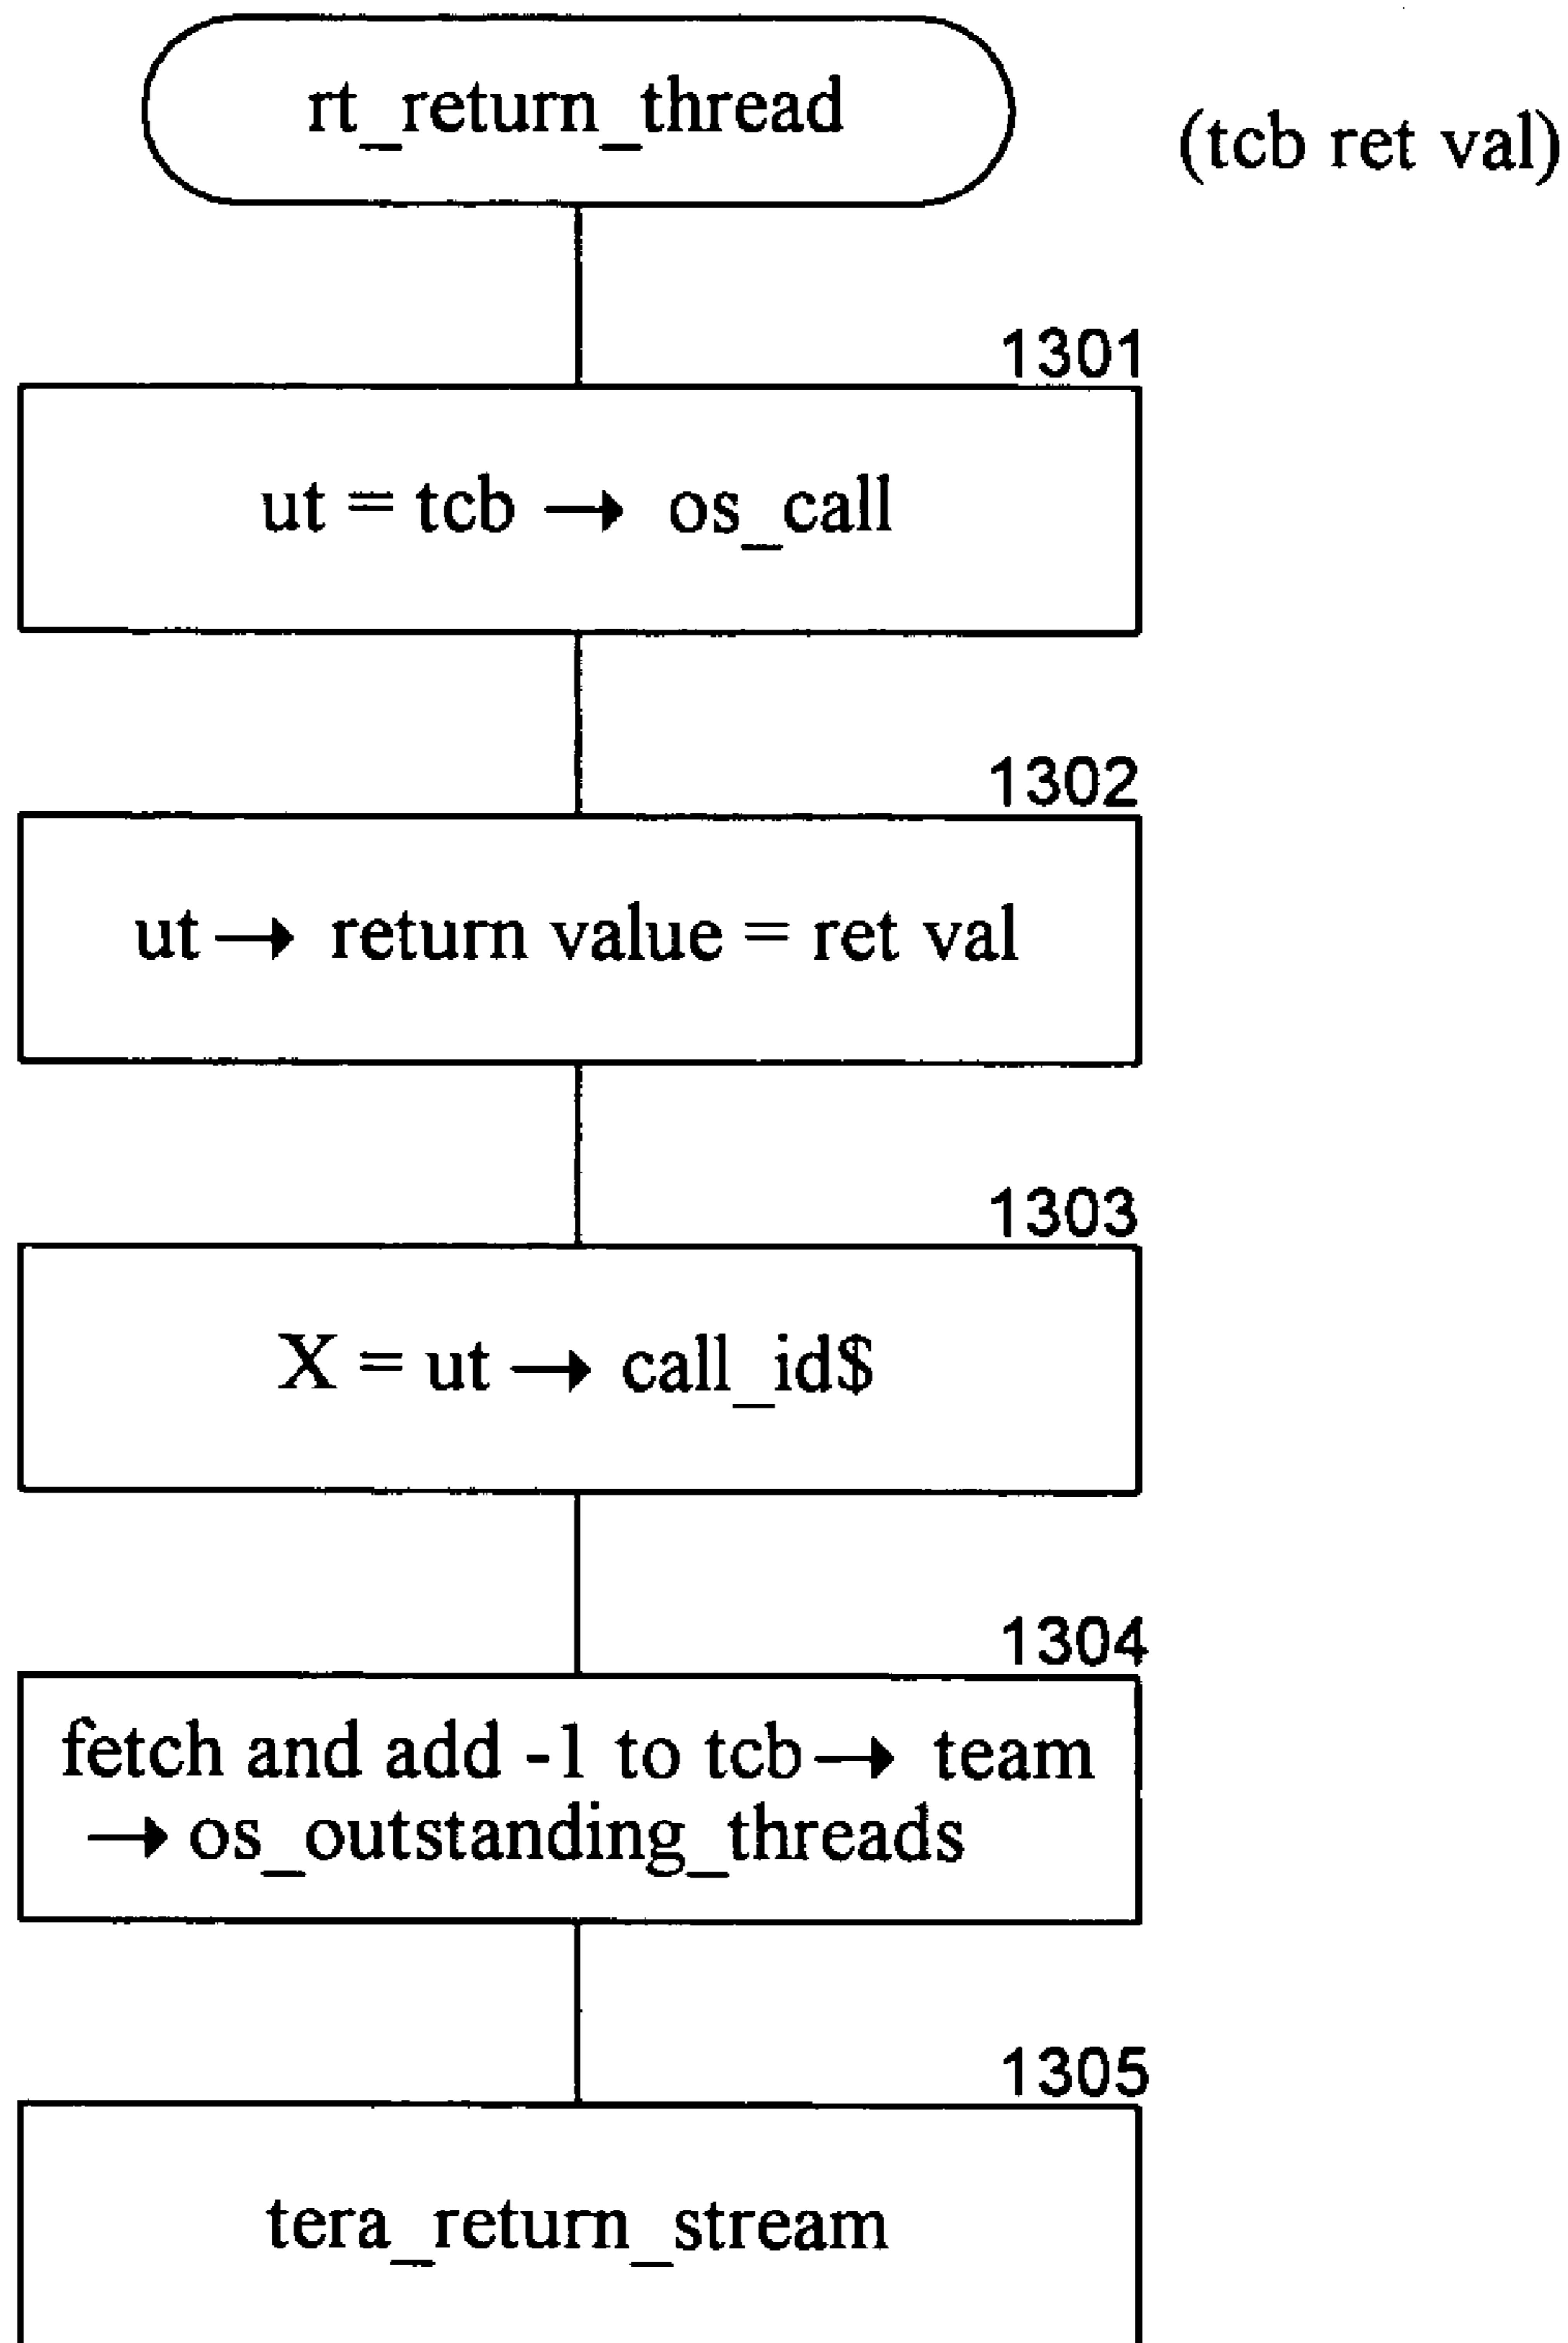 rt_return_thread
(tcb ret val)
1301
ut = tcb → os_call
1302
ut → return value = ret val
1303
X = ut → call_id$
1304
fetch and add -1 to tcb → team
→ os_outstanding_threads
1305
tera_return_stream